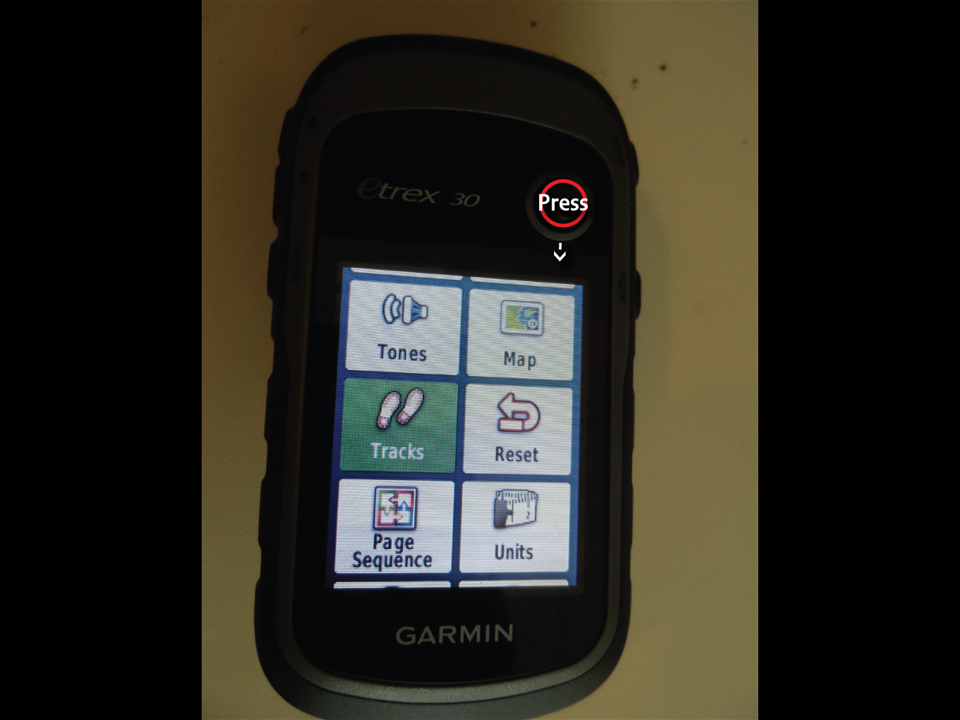 etrex 30
Press
Tones
Map
Tracks
Reset
Page
Sequence
Units
GARMIN